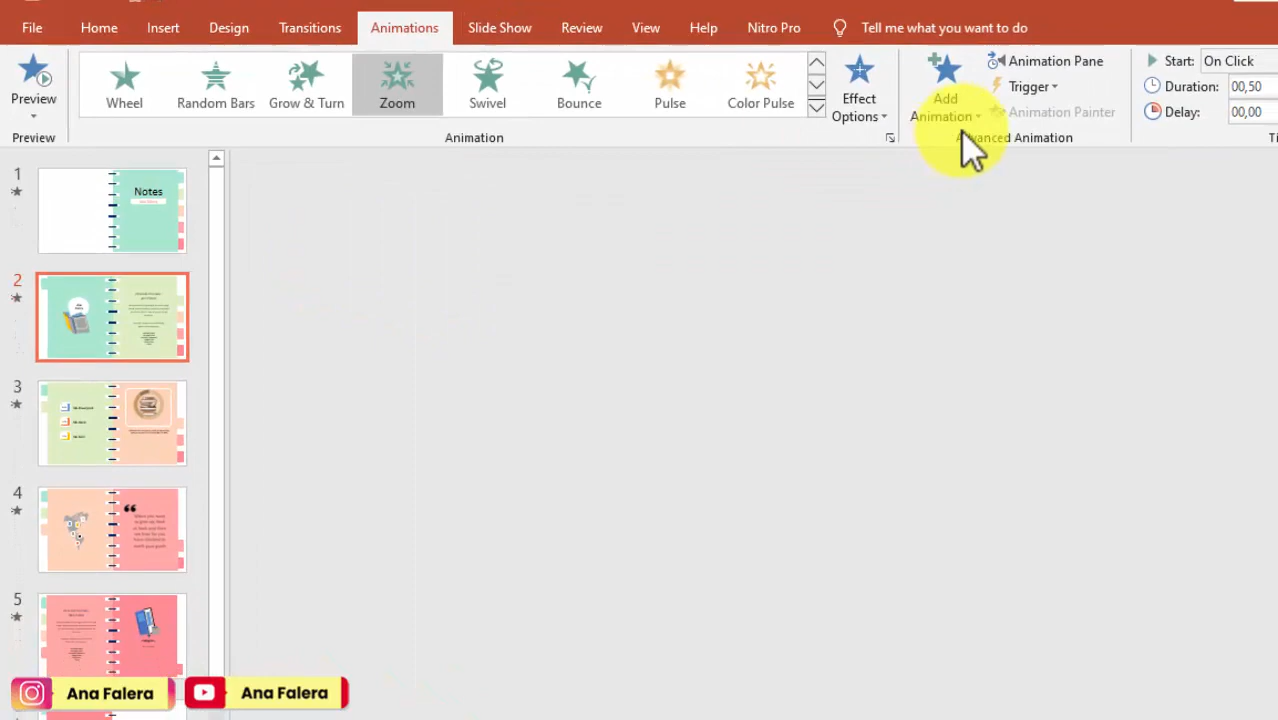 File Home Insert Design Transitions Animations Slide Show Review View Help Nitro Pro Tell me what you want to do
Preview
Wheel Random Bars Grow & Turn Zoom Swivel Bounce Pulse Color Pulse
Effect Options
Add Animation
Animation Pane
Trigger
Animation Painter
Start: On Click
Duration: 00,50
Delay: 00,00
Preview Animation Advanced Animation Ti
1
Notes
2
3
4
5
Ana Falera Ana Falera